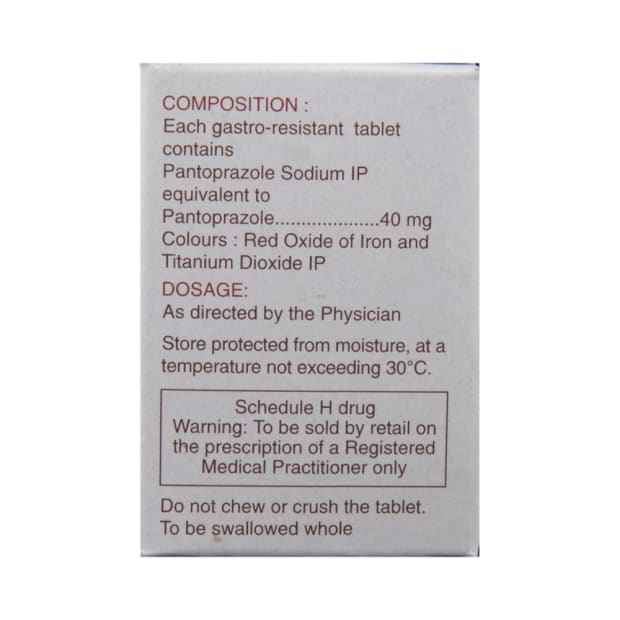 COMPOSITION :
Each gastro-resistant tablet
contains
Pantoprazole Sodium IP
equivalent to
Pantoprazole....................40 mg
Colours : Red Oxide of Iron and
Titanium Dioxide IP
DOSAGE:
As directed by the Physician
Store protected from moisture, at a
temperature not exceeding 30°C.
Schedule H drug
Warning: To be sold by retail on
the prescription of a Registered
Medical Practitioner only
Do not chew or crush the tablet.
To be swallowed whole